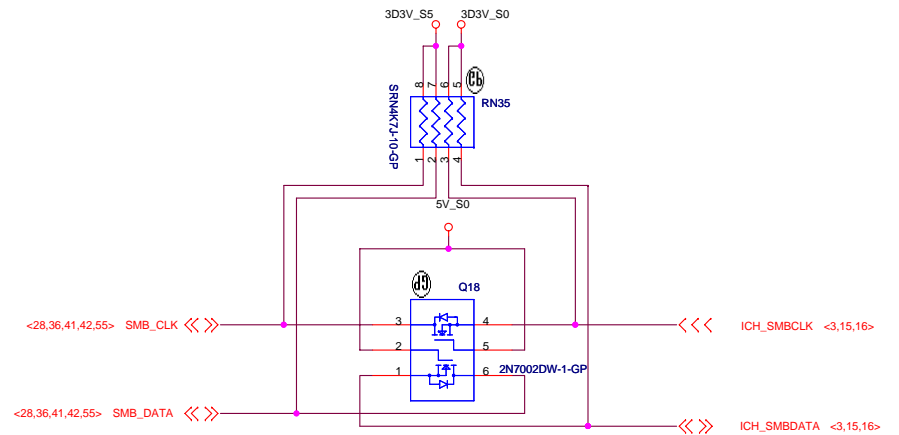 3D3V_S5 3D3V_S0
8 7 6 5
RN35
SRN4K7J-10-GP
1 2 3 4
5V_S0
Q18
<28,36,41,42,55> SMB_CLK 3 4 ICH_SMBCLK <3,15,16>
2 5
2N7002DW-1-GP
1 6
<28,36,41,42,55> SMB_DATA
ICH_SMBDATA <3,15,16>